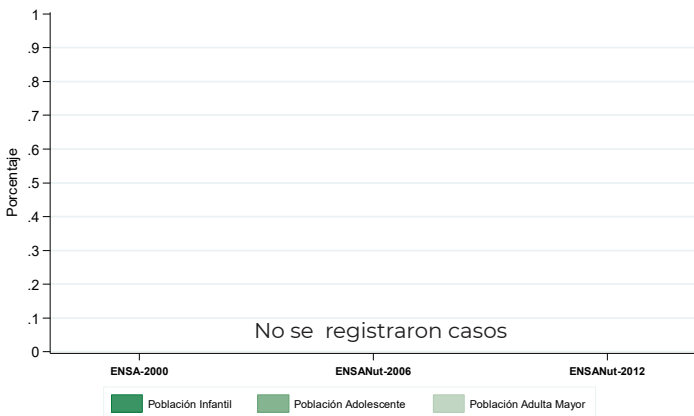 1
.9
.8
.7
.6
.5
.4
.3
.2
.1
0
Porcentaje
No se registraron casos
ENSA-2000 ENSANut-2006 ENSANut-2012
Población Infantil Población Adolescente Población Adulta Mayor